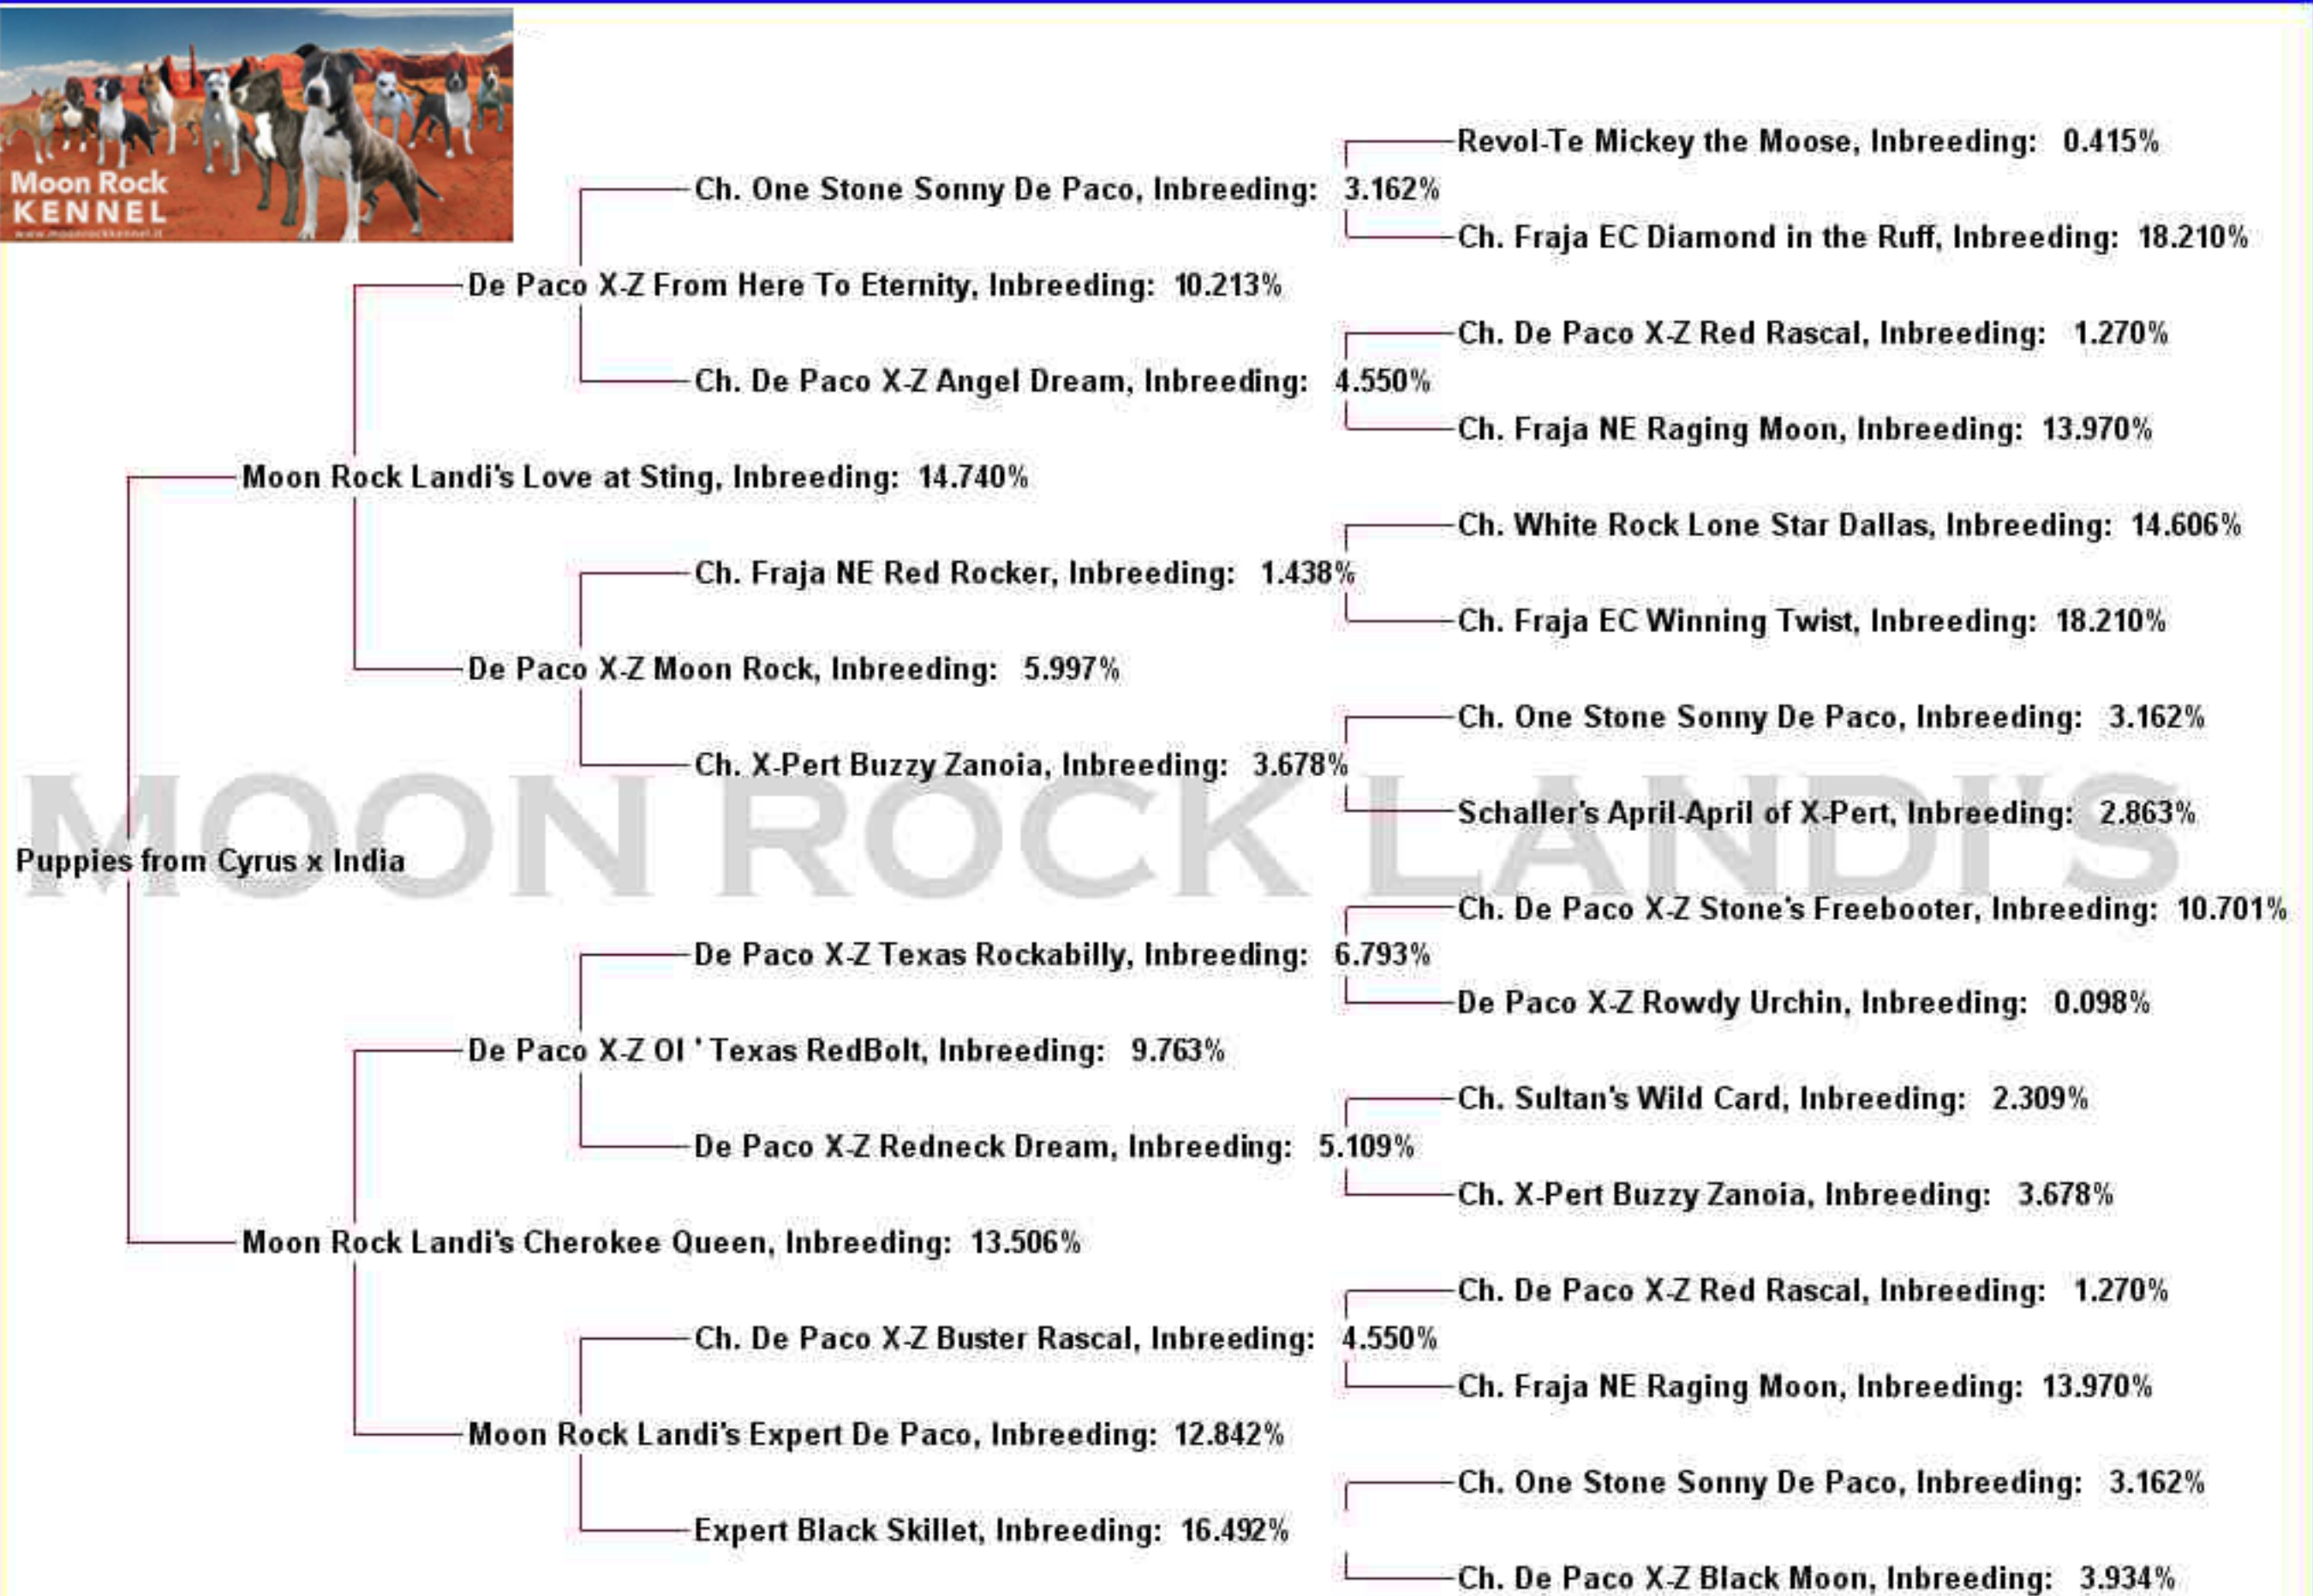 Moon Rock
KENNEL
www.moonrockkennel.it
Revol-Te Mickey the Moose, Inbreeding: 0.415%
Ch. One Stone Sonny De Paco, Inbreeding: 3.162%
Ch. Fraja EC Diamond in the Ruff, Inbreeding: 18.210%
De Paco X-Z From Here To Eternity, Inbreeding: 10.213%
Ch. De Paco X-Z Red Rascal, Inbreeding: 1.270%
Ch. De Paco X-Z Angel Dream, Inbreeding: 4.550%
Ch. Fraja NE Raging Moon, Inbreeding: 13.970%
Moon Rock Landi's Love at Sting, Inbreeding: 14.740%
Ch. White Rock Lone Star Dallas, Inbreeding: 14.606%
Ch. Fraja NE Red Rocker, Inbreeding: 1.438%
Ch. Fraja EC Winning Twist, Inbreeding: 18.210%
De Paco X-Z Moon Rock, Inbreeding: 5.997%
Ch. One Stone Sonny De Paco, Inbreeding: 3.162%
Ch. X-Pert Buzzy Zanoia, Inbreeding: 3.678%
Schaller's April-April of X-Pert, Inbreeding: 2.863%
MOON ROCK LANDI'S
Puppies from Cyrus x India
Ch. De Paco X-Z Stone's Freebooter, Inbreeding: 10.701%
De Paco X-Z Texas Rockabilly, Inbreeding: 6.793%
De Paco X-Z Rowdy Urchin, Inbreeding: 0.098%
De Paco X-Z Ol ' Texas RedBolt, Inbreeding: 9.763%
Ch. Sultan's Wild Card, Inbreeding: 2.309%
De Paco X-Z Redneck Dream, Inbreeding: 5.109%
Ch. X-Pert Buzzy Zanoia, Inbreeding: 3.678%
Moon Rock Landi's Cherokee Queen, Inbreeding: 13.506%
Ch. De Paco X-Z Red Rascal, Inbreeding: 1.270%
Ch. De Paco X-Z Buster Rascal, Inbreeding: 4.550%
Ch. Fraja NE Raging Moon, Inbreeding: 13.970%
Moon Rock Landi's Expert De Paco, Inbreeding: 12.842%
Ch. One Stone Sonny De Paco, Inbreeding: 3.162%
Expert Black Skillet, Inbreeding: 16.492%
Ch. De Paco X-Z Black Moon, Inbreeding: 3.934%